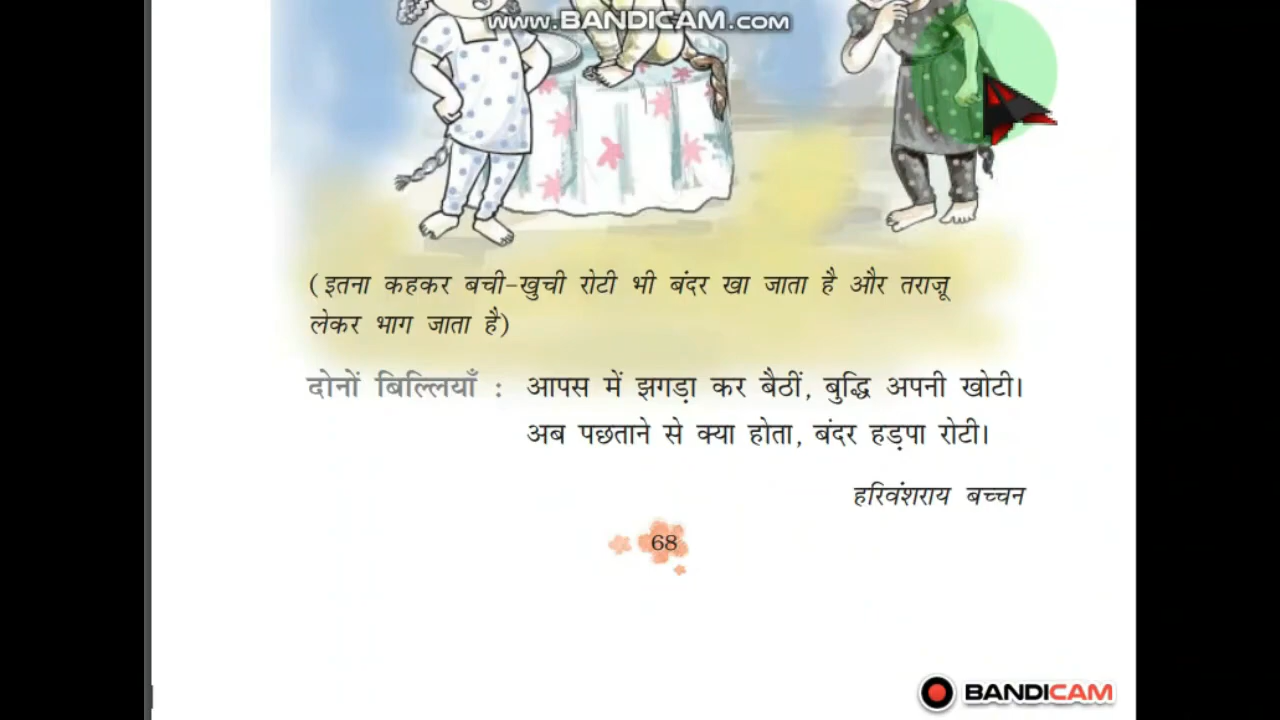 www.BANDICAM.com
(इतना कहकर बची-खुची रोटी भी बंदर खा जाता है और तराज़ू
लेकर भाग जाता है)
दोनों बिल्लियाँ : आपस में झगड़ा कर बैठीं, बुद्धि अपनी खोटी।
अब पछताने से क्या होता, बंदर हड़पा रोटी।
हरिवंशराय बच्चन
68
BANDICAM